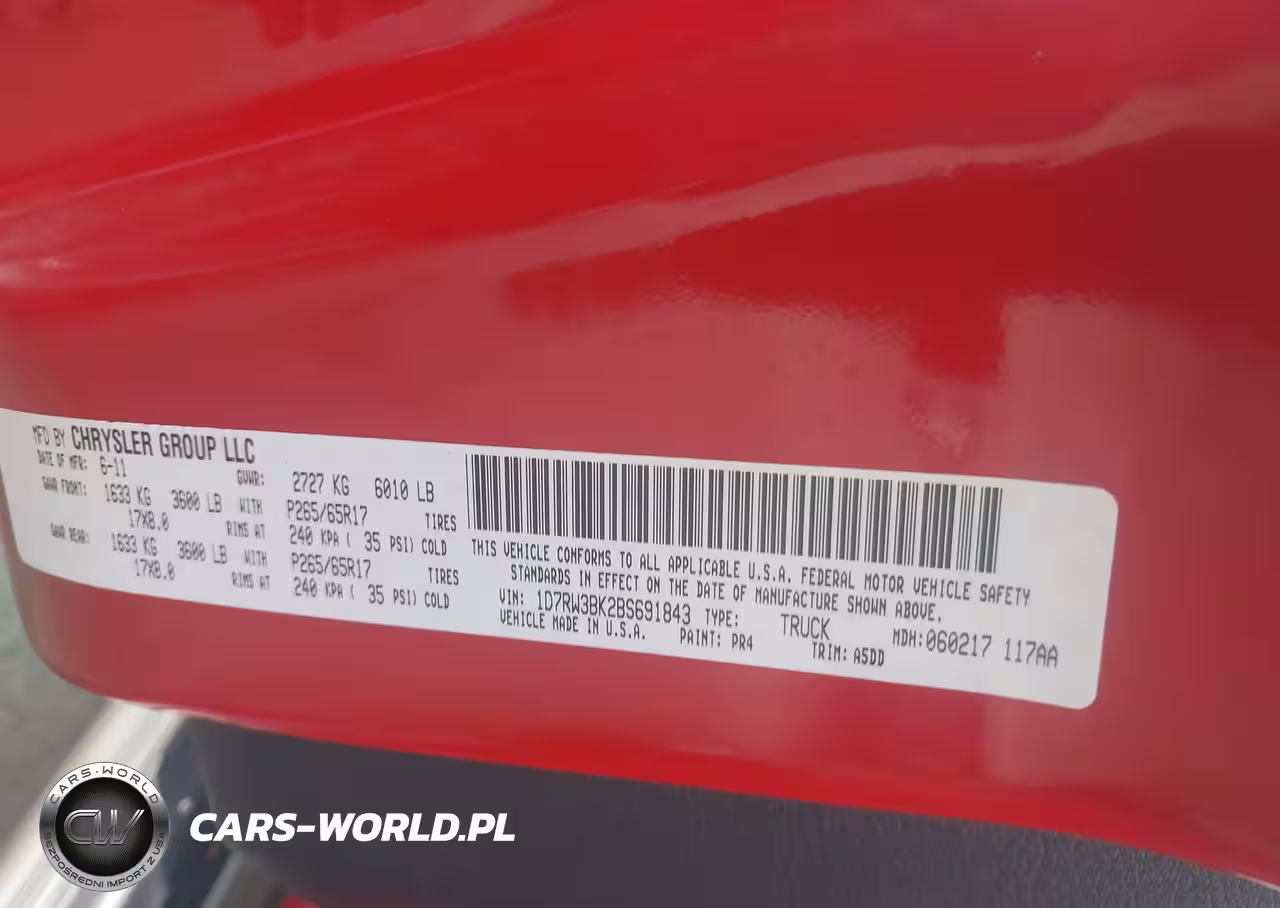 MFD BY CHRYSLER GROUP LLC
DATE OF MFR: 6-11 GVWR: 2727 KG 6010 LB
GAWR FRONT: 1633 KG 3600 LB WITH P265/65R17 TIRES
17X8.0 RIMS AT 240 KPA ( 35 PSI) COLD
GAWR REAR: 1633 KG 3600 LB WITH P265/65R17 TIRES
17X8.0 RIMS AT 240 KPA ( 35 PSI) COLD
THIS VEHICLE CONFORMS TO ALL APPLICABLE U.S.A. FEDERAL MOTOR VEHICLE SAFETY
STANDARDS IN EFFECT ON THE DATE OF MANUFACTURE SHOWN ABOVE.
VIN: 1D7RW3BK2BS691843 TYPE: TRUCK MDH:060217 117AA
VEHICLE MADE IN U.S.A. PAINT: PR4 TRIM: A5DD
CARS-WORLD
CW
BEZPOŚREDNI IMPORT Z USA
CARS-WORLD.PL